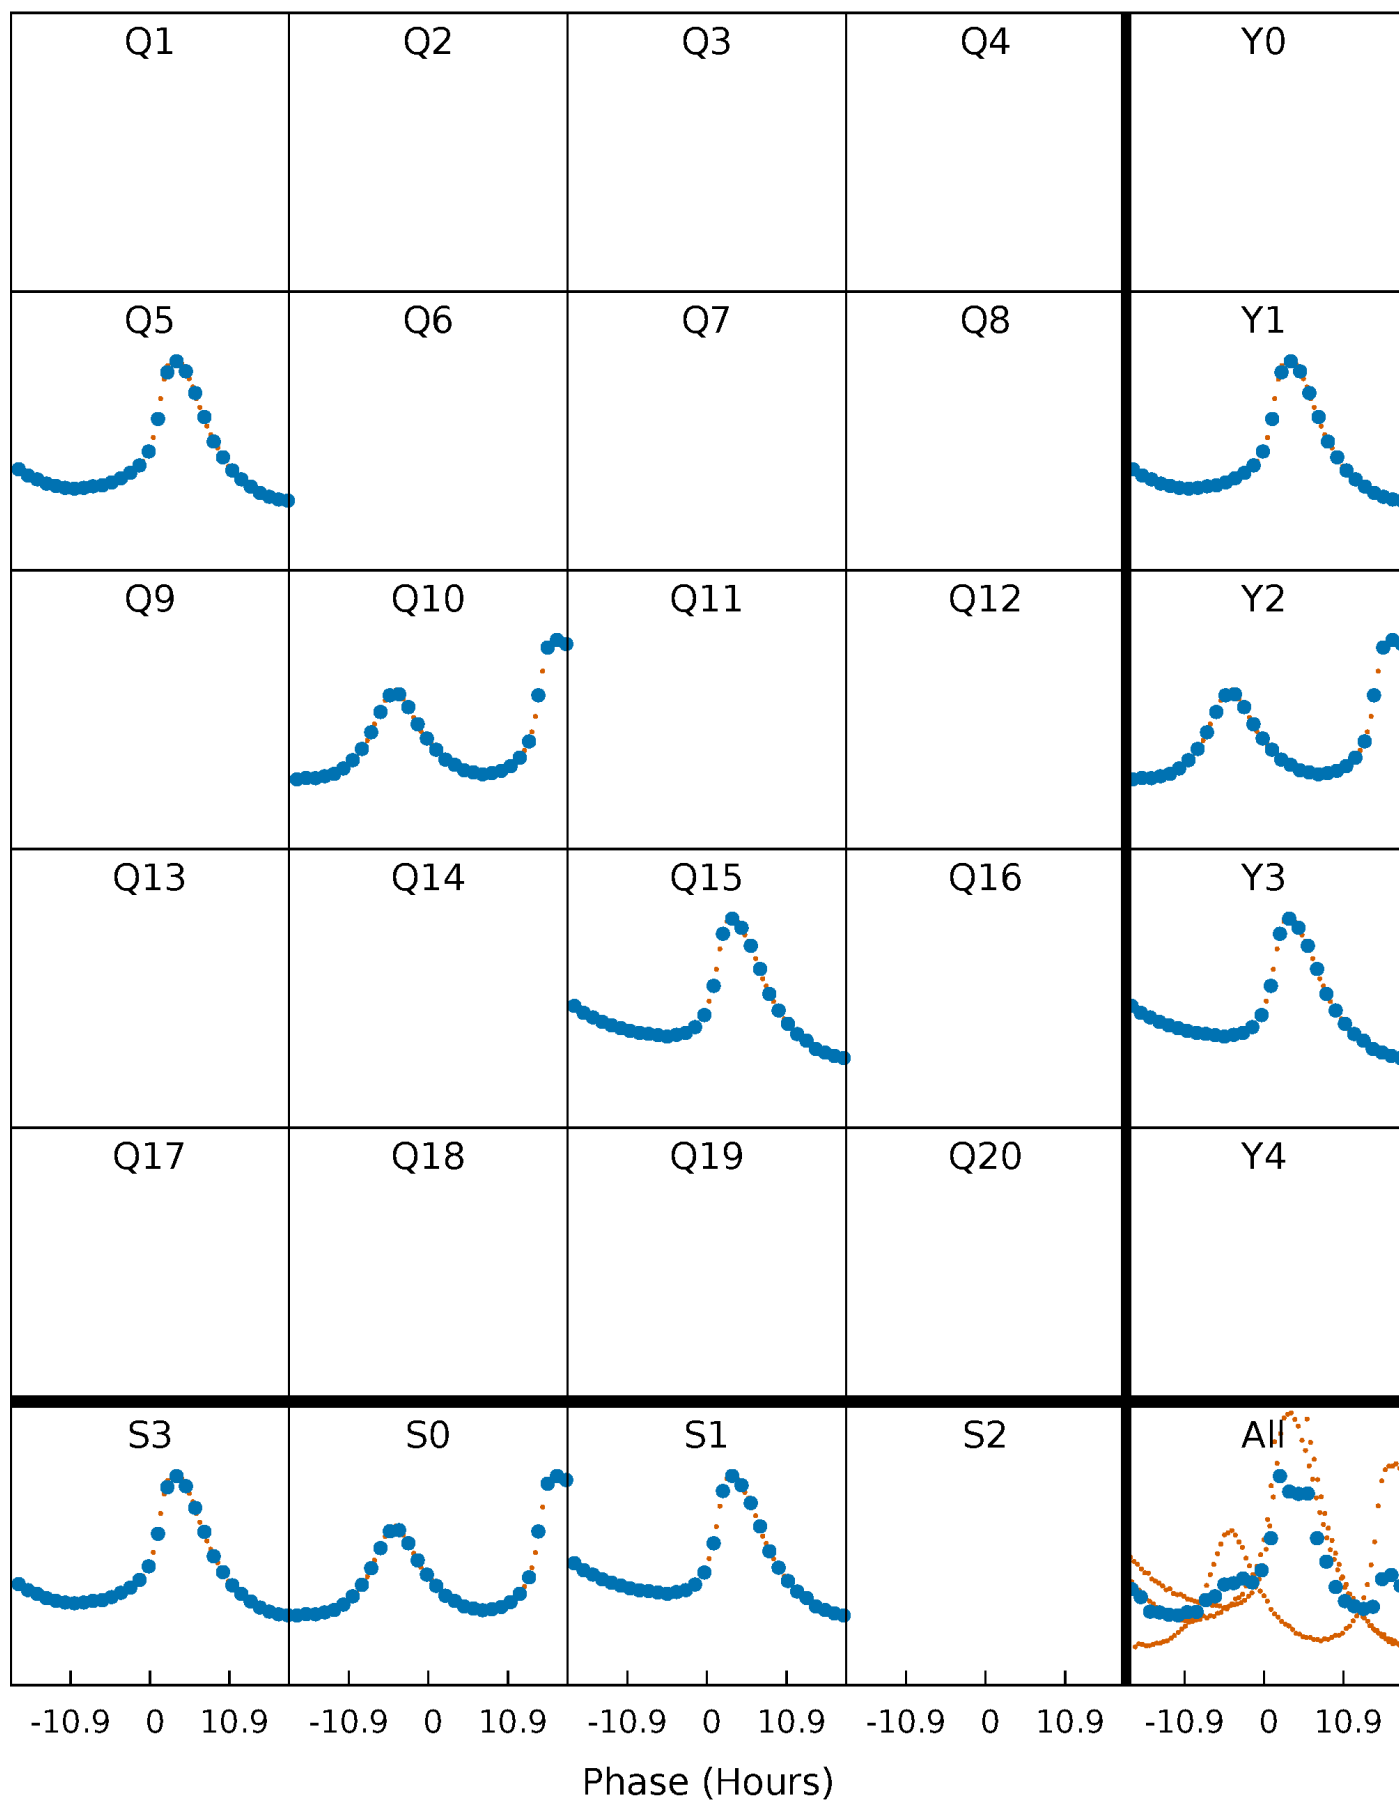 Q1 Q2 Q3 Q4 Y0
Q5 Q6 Q7 Q8 Y1
Q9 Q10 Q11 Q12 Y2
Q13 Q14 Q15 Q16 Y3
Q17 Q18 Q19 Q20 Y4
S3 S0 S1 S2 All
-10.9 0 10.9 -10.9 0 10.9 -10.9 0 10.9 -10.9 0 10.9 -10.9 0 10.9
Phase (Hours)